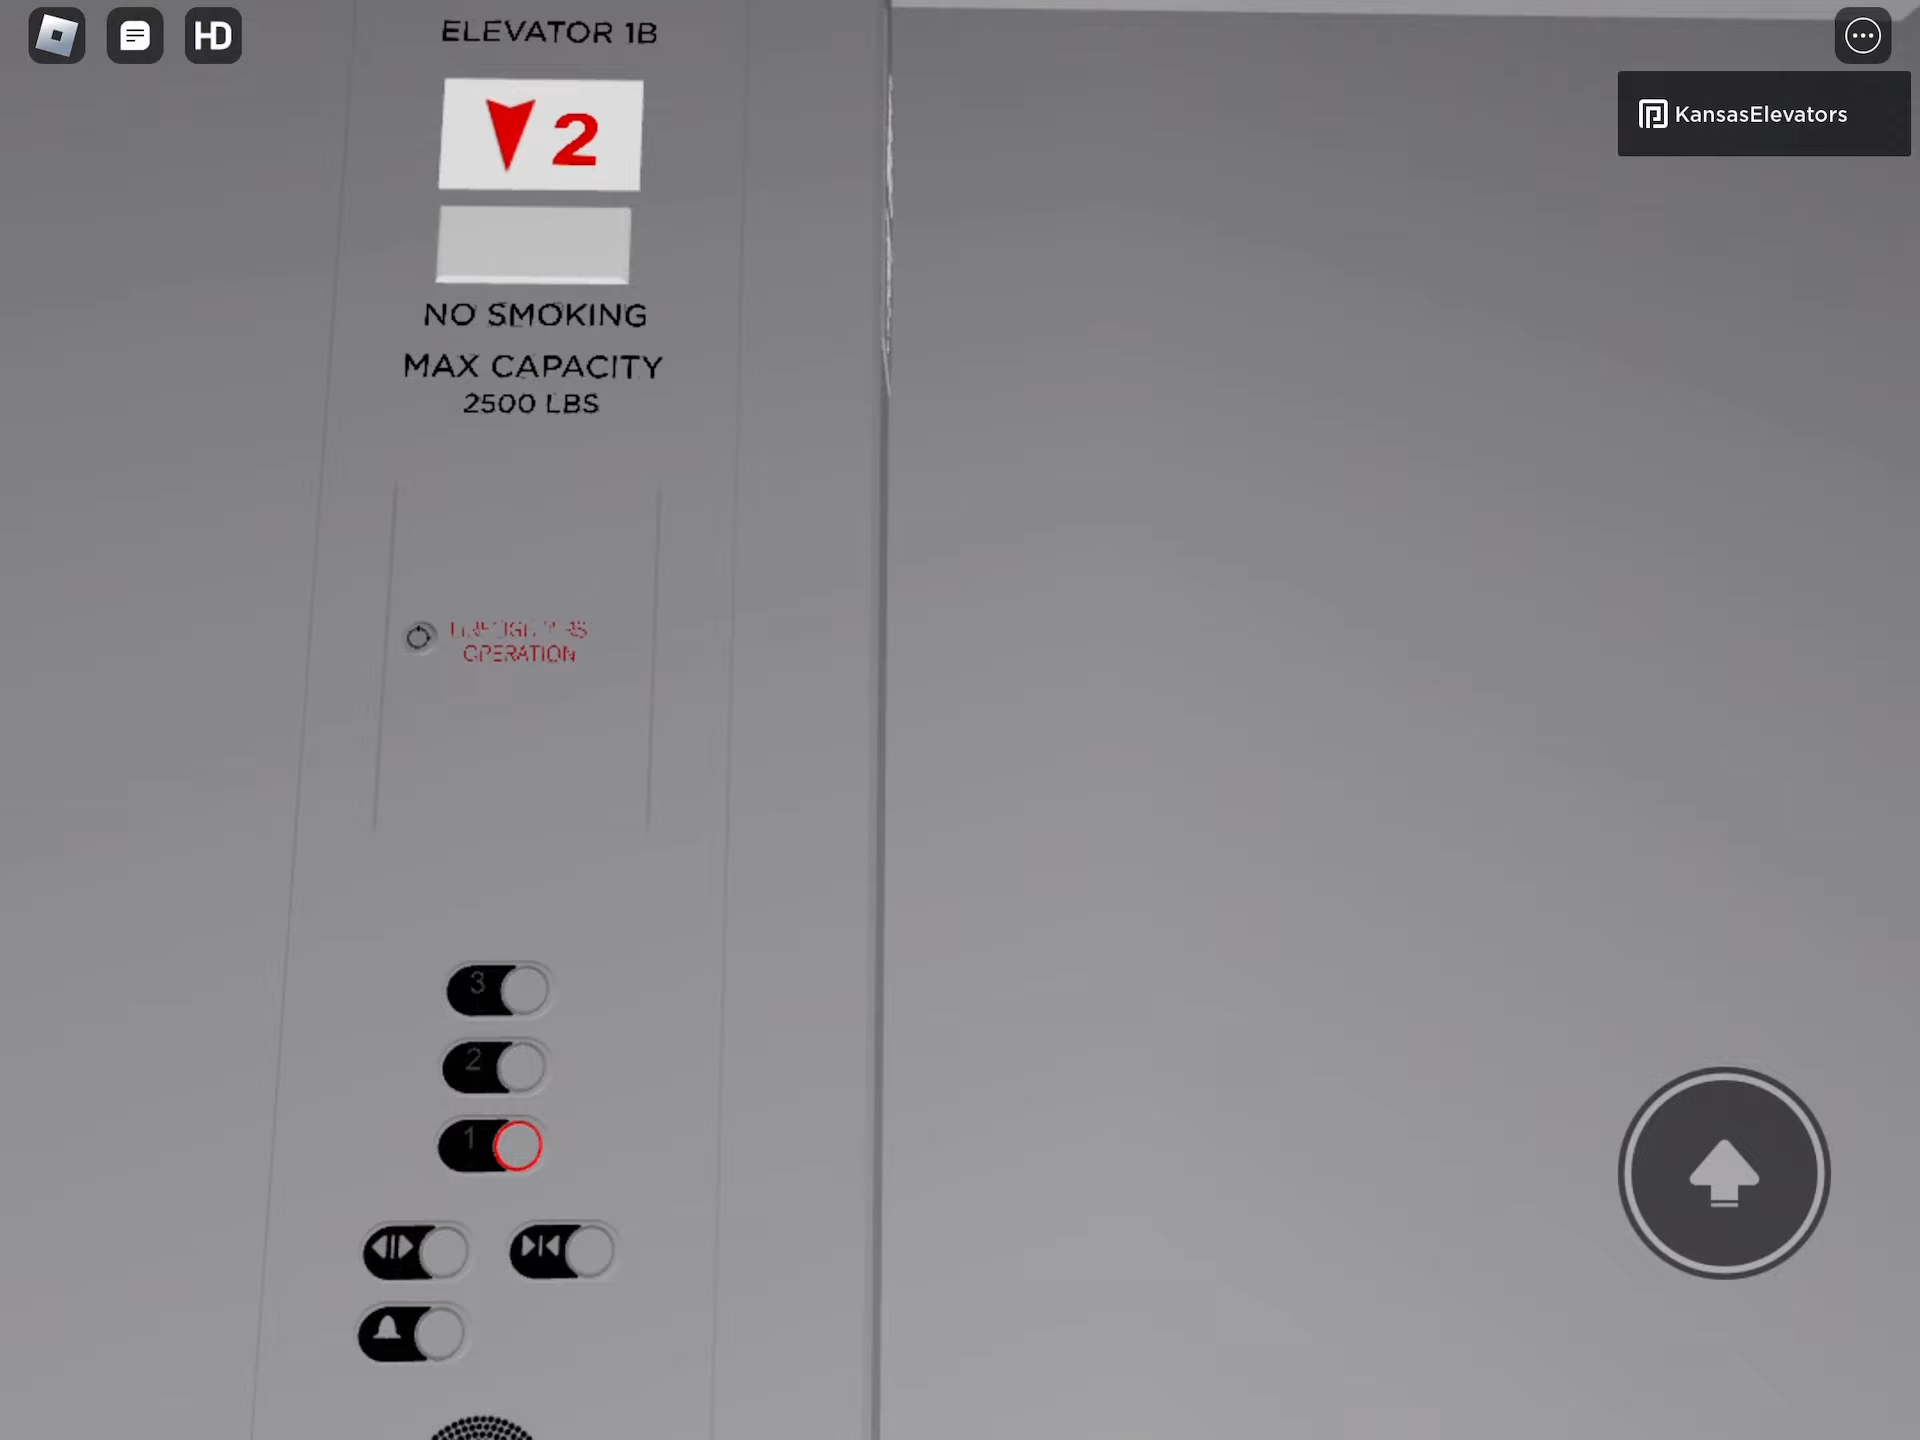 HD
ELEVATOR 1B
2
KansasElevators
NO SMOKING
MAX CAPACITY
2500 LBS
OPERATION
3
2
1